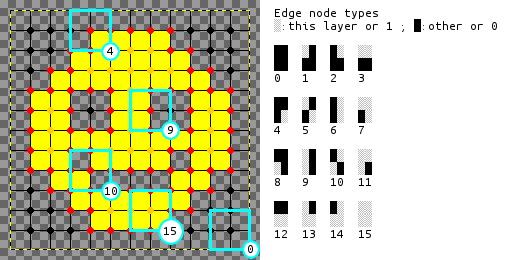 Edge node types
:this layer or 1 ; :other or 0
0 1 2 3
4 5 6 7
8 9 10 11
12 13 14 15
4
9
10
15
0